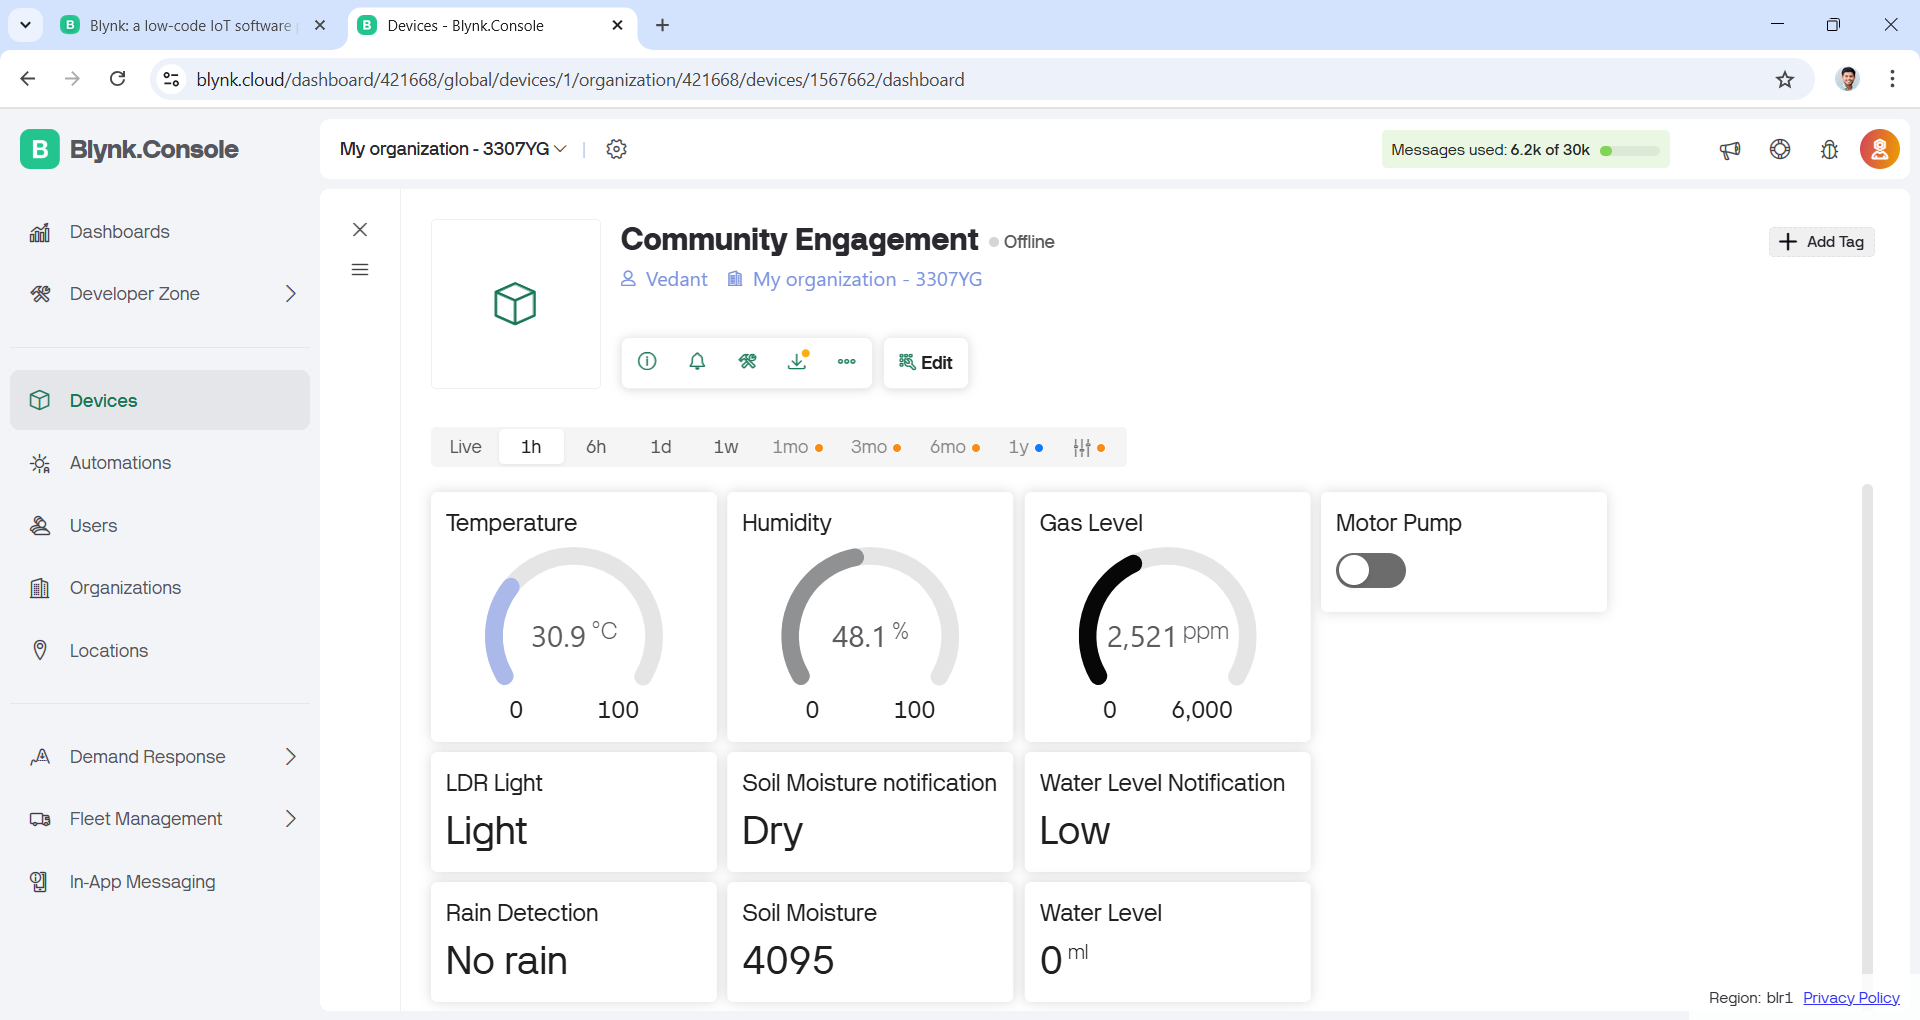 Blynk: a low-code IoT software
Devices - Blynk.Console
blynk.cloud/dashboard/421668/global/devices/1/organization/421668/devices/1567662/dashboard
B Blynk.Console
My organization - 3307YG
Messages used: 6.2k of 30k
Dashboards
Developer Zone
Devices
Automations
Users
Organizations
Locations
Demand Response
Fleet Management
In-App Messaging
Community Engagement
Offline
Add Tag
Vedant My organization - 3307YG
Edit
Live 1h 6h 1d 1w 1mo 3mo 6mo 1y
Temperature
30.9 °C
0 100
Humidity
48.1 %
0 100
Gas Level
2,521 ppm
0 6,000
Motor Pump
LDR Light
Light
Soil Moisture notification
Dry
Water Level Notification
Low
Rain Detection
No rain
Soil Moisture
4095
Water Level
0 ml
Region: blr1 Privacy Policy